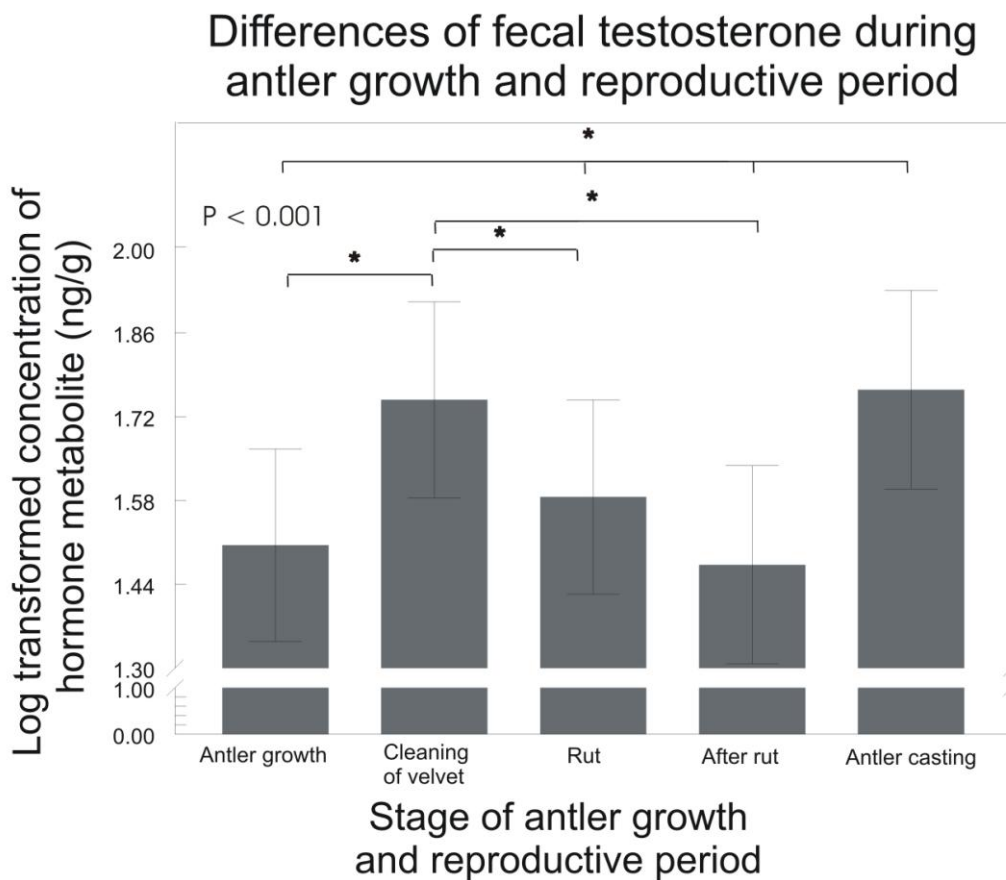 Differences of fecal testosterone during
antler growth and reproductive period
Log transformed concentration of
hormone metabolite (ng/g)
P < 0.001
*
*
*
*
2.00
1.86
1.72
1.58
1.44
1.30
1.00
0.00
Antler growth
Cleaning
of velvet
Rut
After rut
Antler casting
Stage of antler growth
and reproductive period